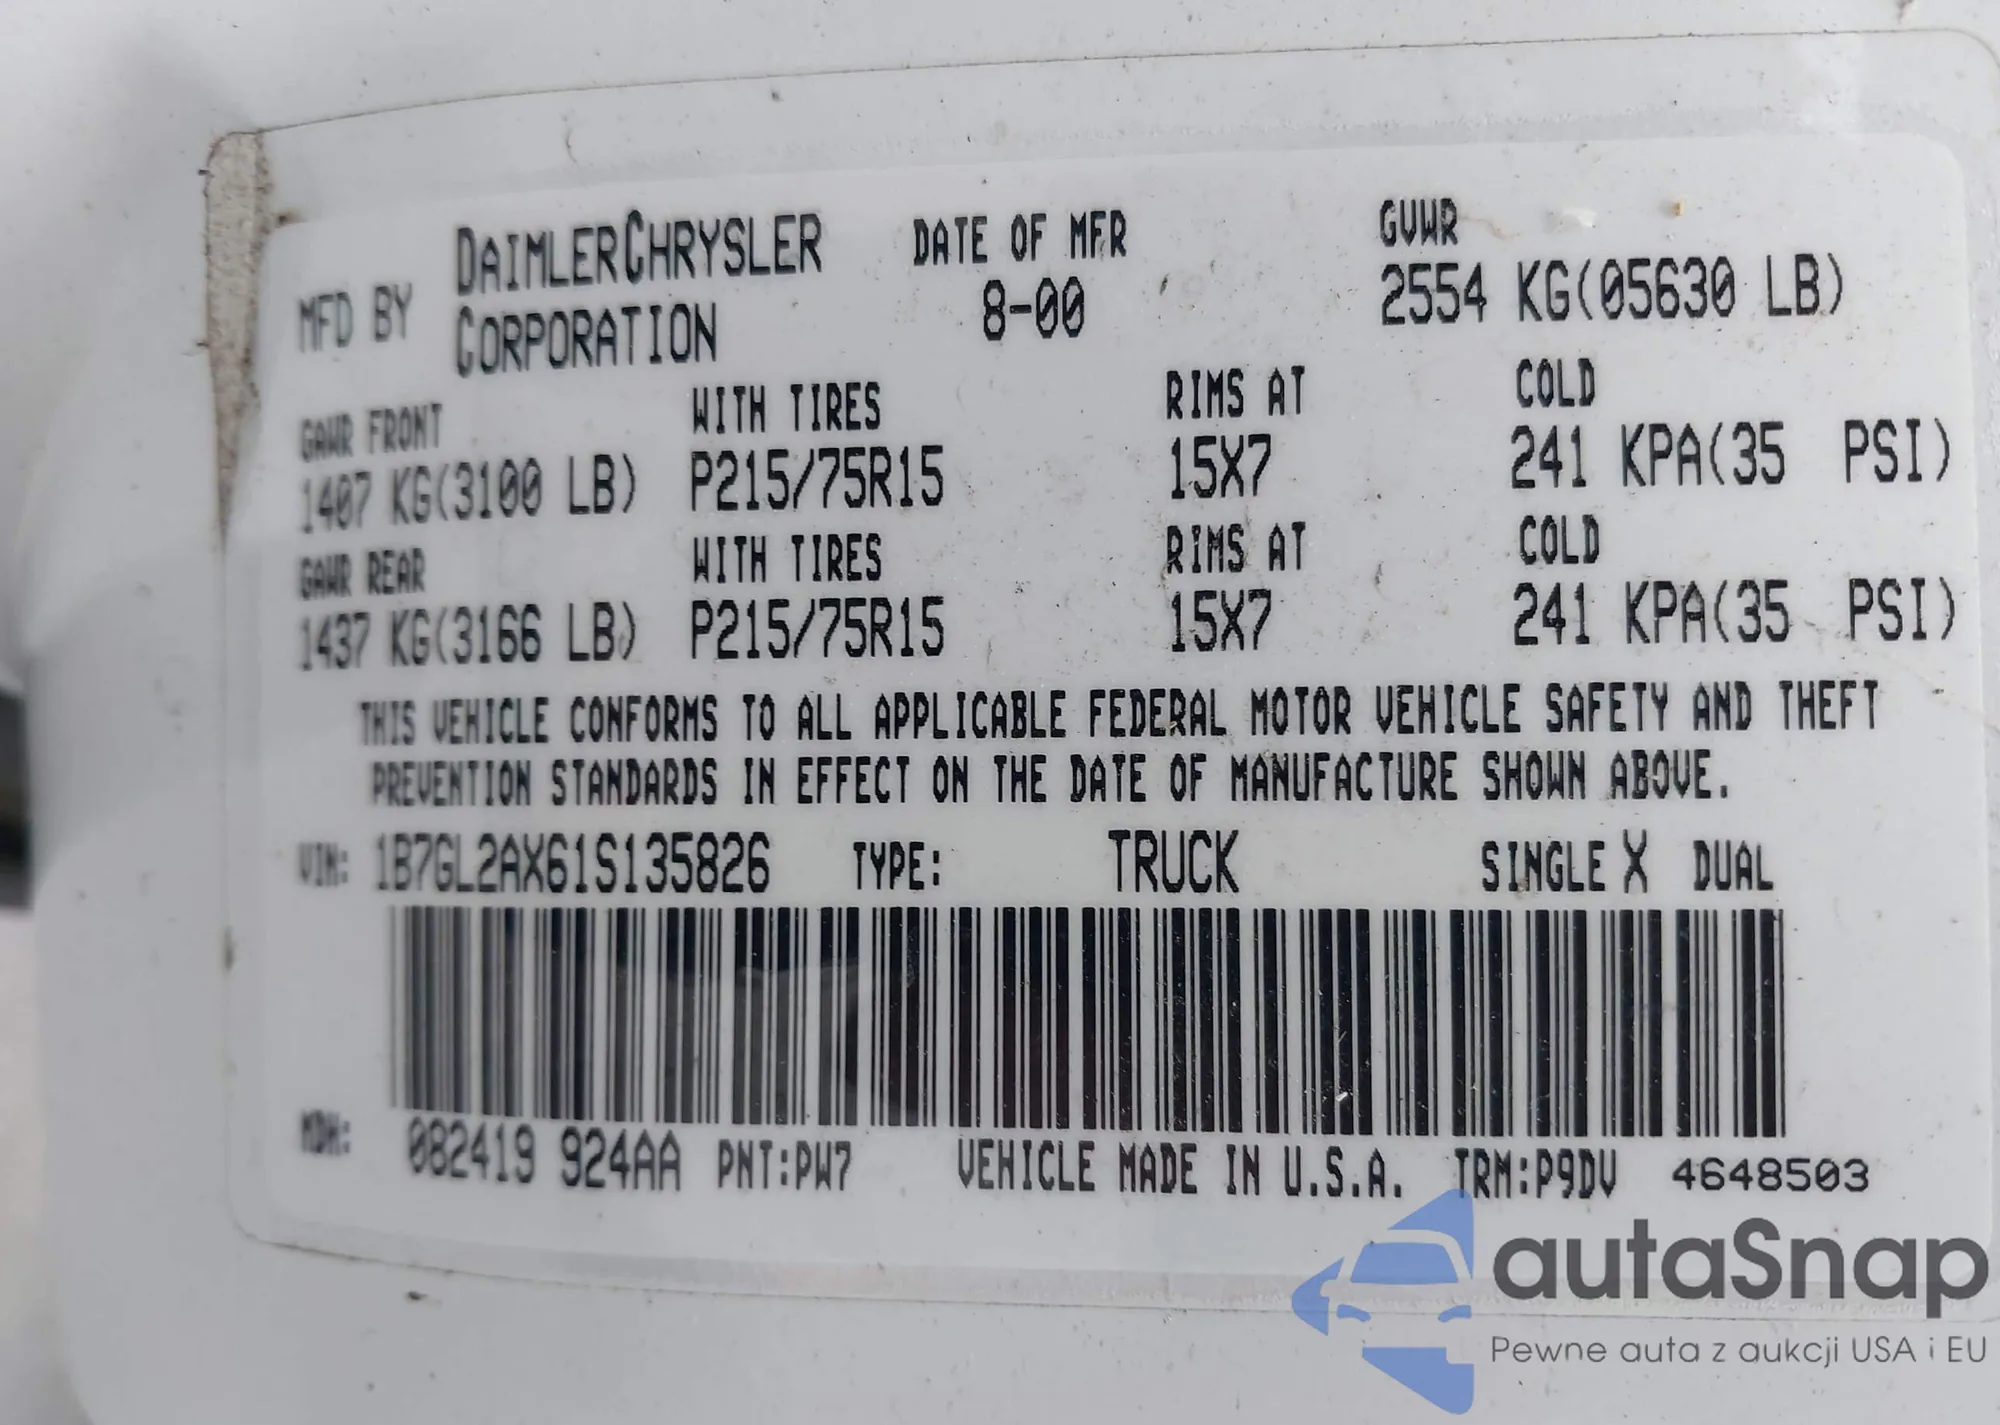 MFD BY DAIMLERCHRYSLER CORPORATION DATE OF MFR 8-00 GVWR 2554 KG(05630 LB)
GAWR FRONT WITH TIRES RIMS AT COLD
1407 KG(3100 LB) P215/75R15 15X7 241 KPA(35 PSI)
GAWR REAR WITH TIRES RIMS AT COLD
1437 KG(3166 LB) P215/75R15 15X7 241 KPA(35 PSI)
THIS VEHICLE CONFORMS TO ALL APPLICABLE FEDERAL MOTOR VEHICLE SAFETY AND THEFT
PREVENTION STANDARDS IN EFFECT ON THE DATE OF MANUFACTURE SHOWN ABOVE.
VIN: 1B7GL2AX61S135826 TYPE: TRUCK SINGLE X DUAL
MDH: 082419 924AA PNT:PW7 VEHICLE MADE IN U.S.A. TRM:P9DV 4648503
autaSnap
Pewne auta z aukcji USA i EU